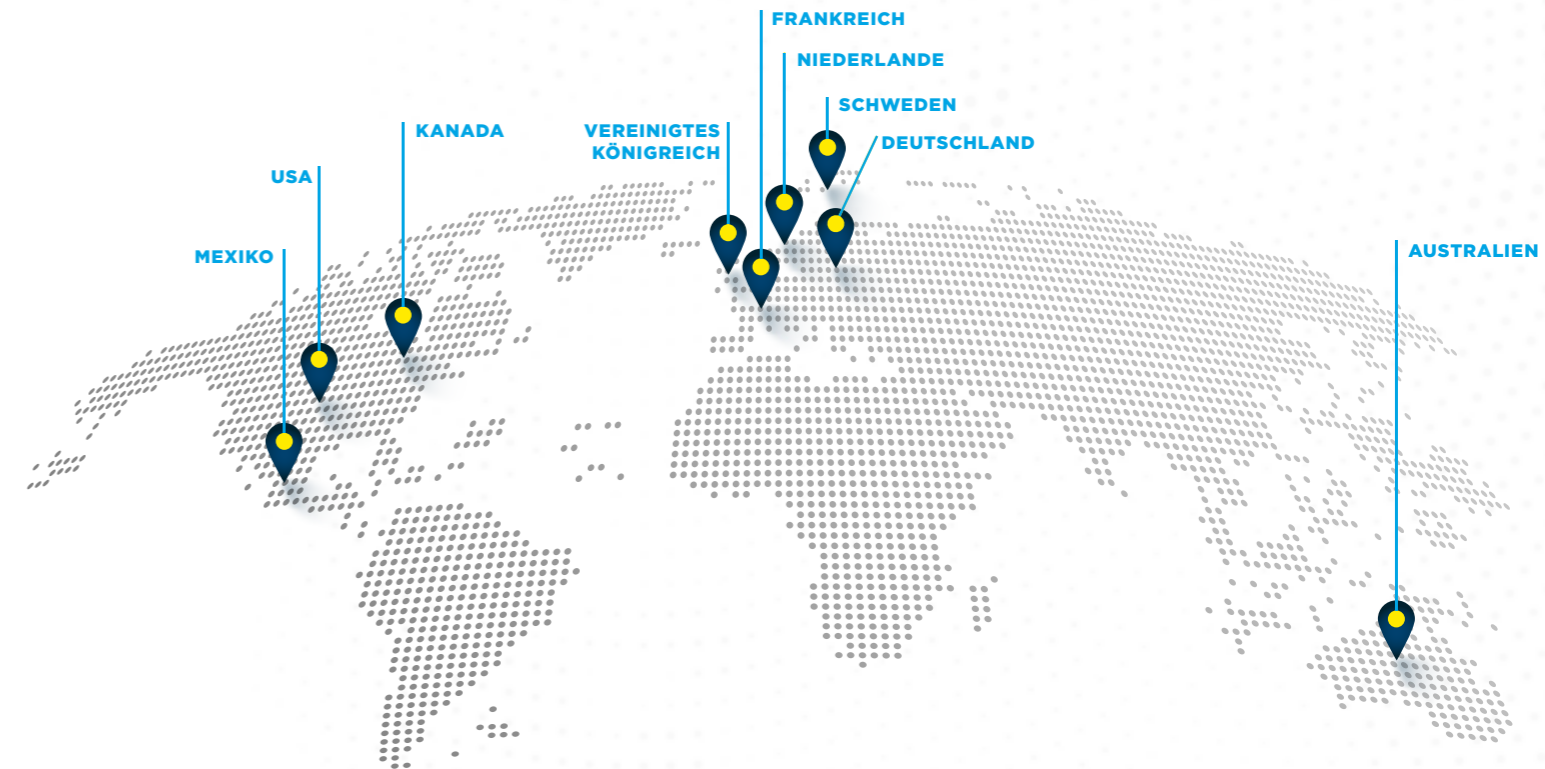 FRANKREICH
NIEDERLANDE
SCHWEDEN
KANADA
VEREINIGTES
KÖNIGREICH
DEUTSCHLAND
USA
MEXIKO
AUSTRALIEN